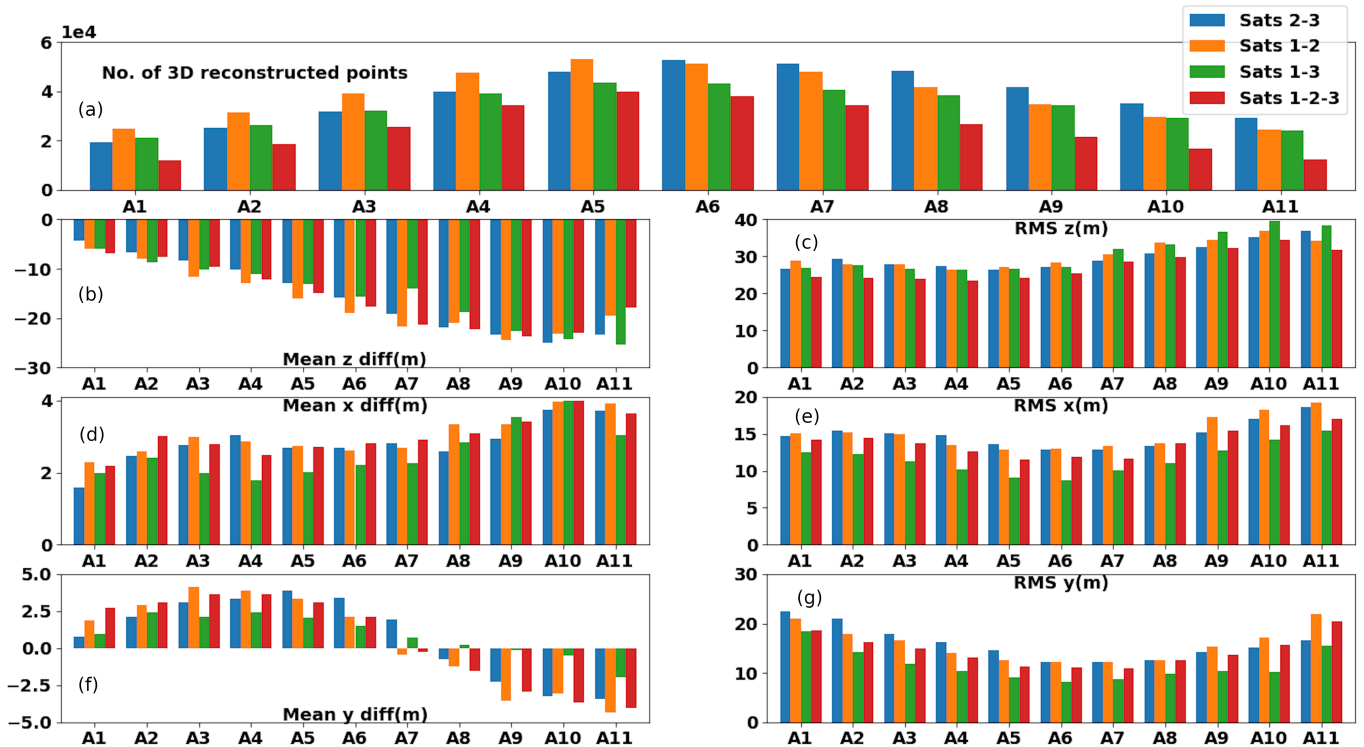 1e4
6
4
2
0
No. of 3D reconstructed points
(a)
Sats 2-3
Sats 1-2
Sats 1-3
Sats 1-2-3
A1 A2 A3 A4 A5 A6 A7 A8 A9 A10 A11
0
−10
−20
−30
(b)
Mean z diff(m)
A1 A2 A3 A4 A5 A6 A7 A8 A9 A10 A11
40
30
20
10
0
(c)
RMS z(m)
A1 A2 A3 A4 A5 A6 A7 A8 A9 A10 A11
4
2
0
(d)
Mean x diff(m)
A1 A2 A3 A4 A5 A6 A7 A8 A9 A10 A11
20
15
10
5
0
(e)
RMS x(m)
A1 A2 A3 A4 A5 A6 A7 A8 A9 A10 A11
5.0
2.5
0.0
−2.5
−5.0
(f)
Mean y diff(m)
A1 A2 A3 A4 A5 A6 A7 A8 A9 A10 A11
30
20
10
0
(g)
RMS y(m)
A1 A2 A3 A4 A5 A6 A7 A8 A9 A10 A11